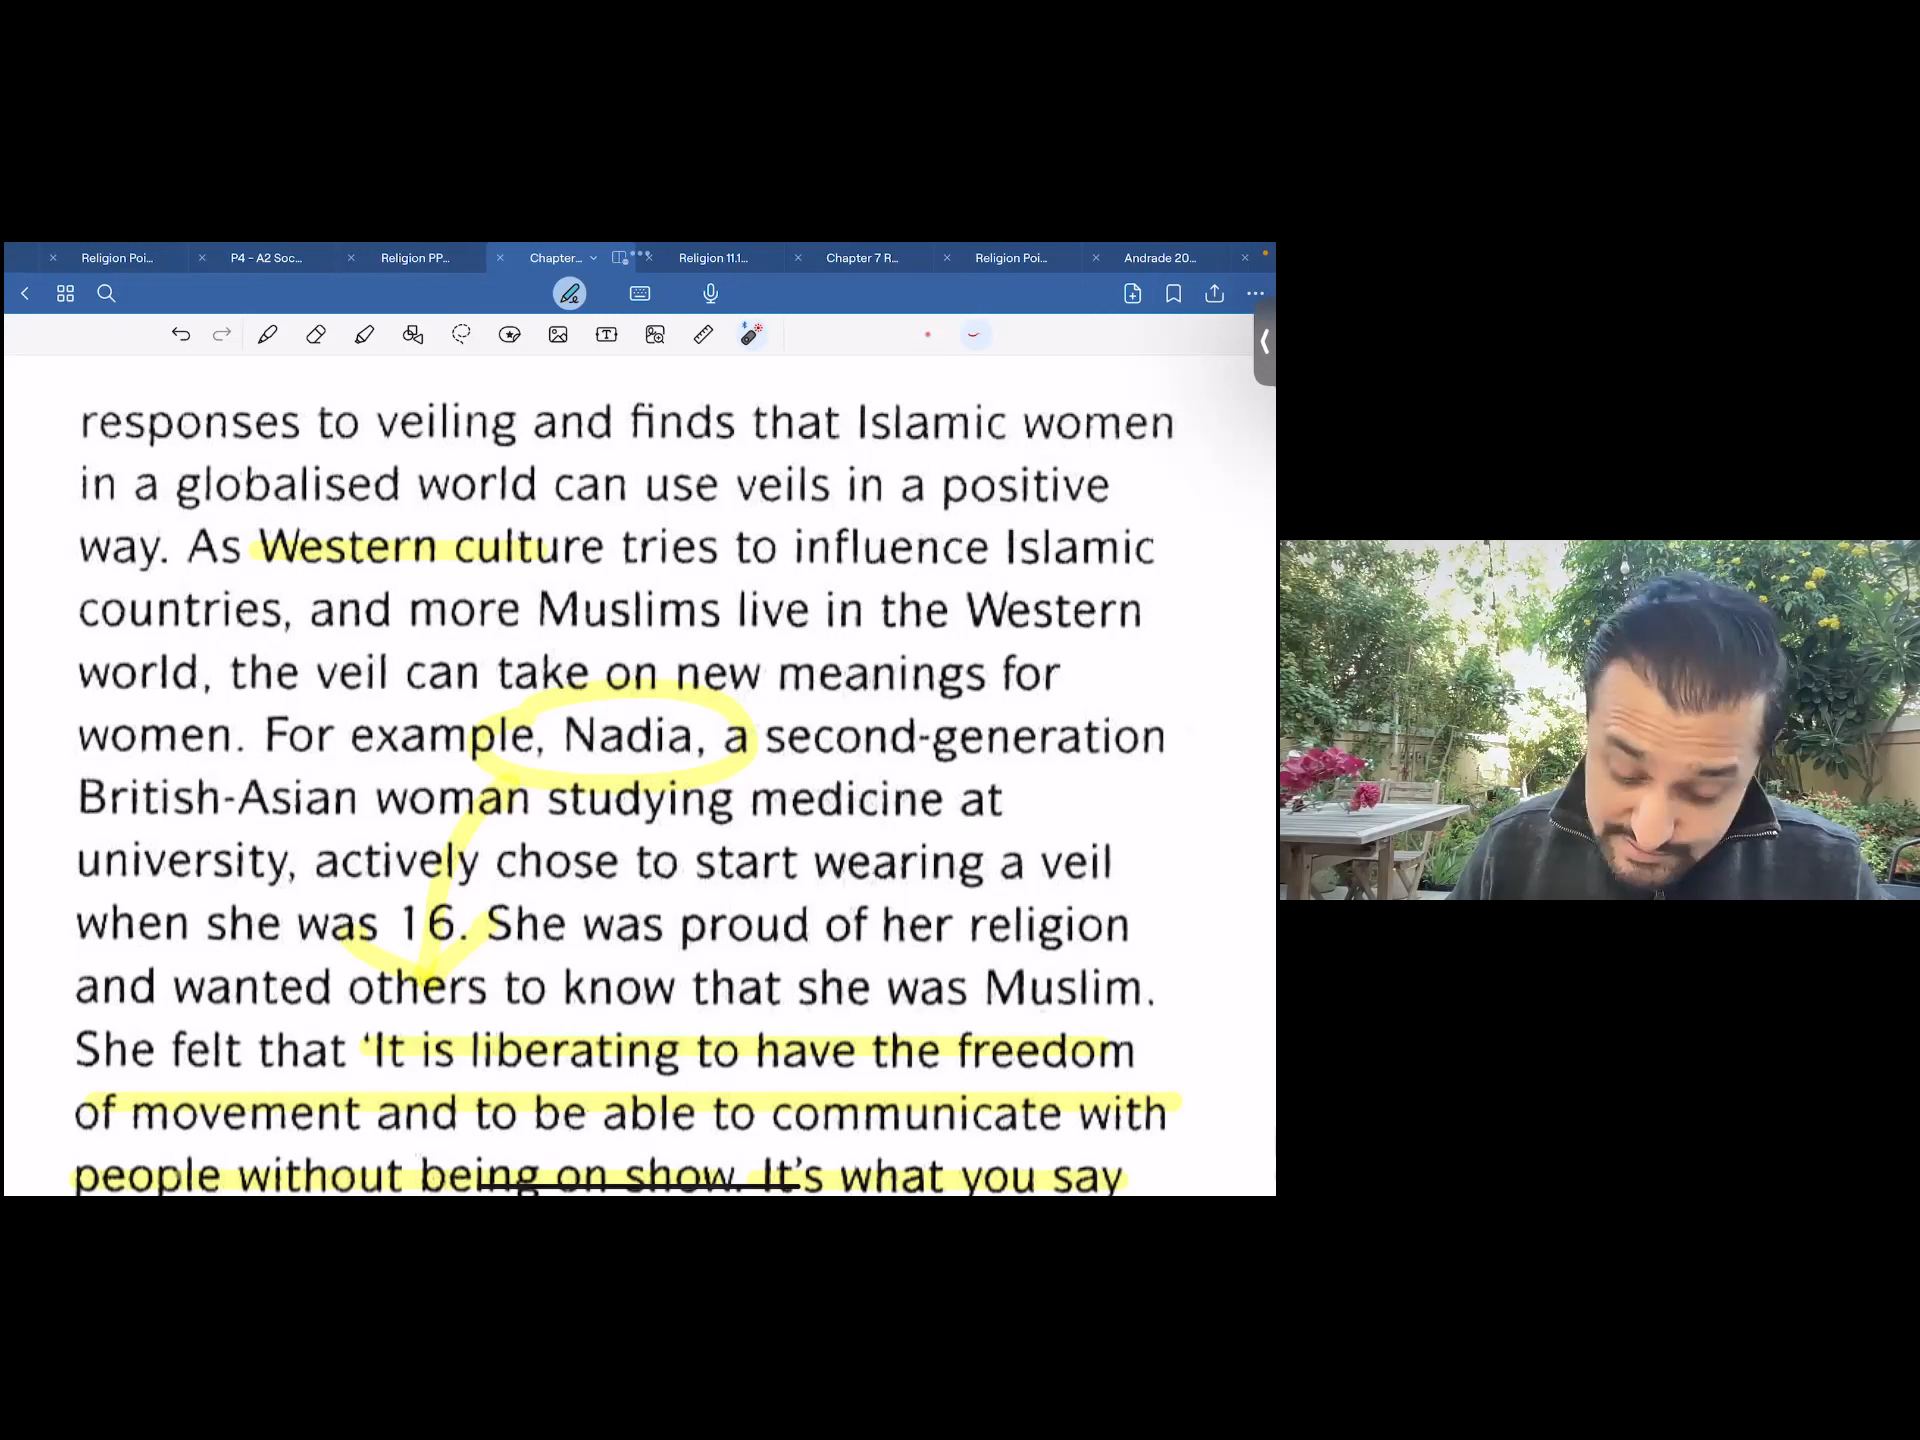 Religion Poi...
P4 - A2 Soc...
Religion PP...
Chapter...
Religion 11.1...
Chapter 7 R...
Religion Poi...
Andrade 20...
responses to veiling and finds that Islamic women
in a globalised world can use veils in a positive
way. As Western culture tries to influence Islamic
countries, and more Muslims live in the Western
world, the veil can take on new meanings for
women. For example, Nadia, a second-generation
British-Asian woman studying medicine at
university, actively chose to start wearing a veil
when she was 16. She was proud of her religion
and wanted others to know that she was Muslim.
She felt that ‘It is liberating to have the freedom
of movement and to be able to communicate with
people without being on show. It’s what you say